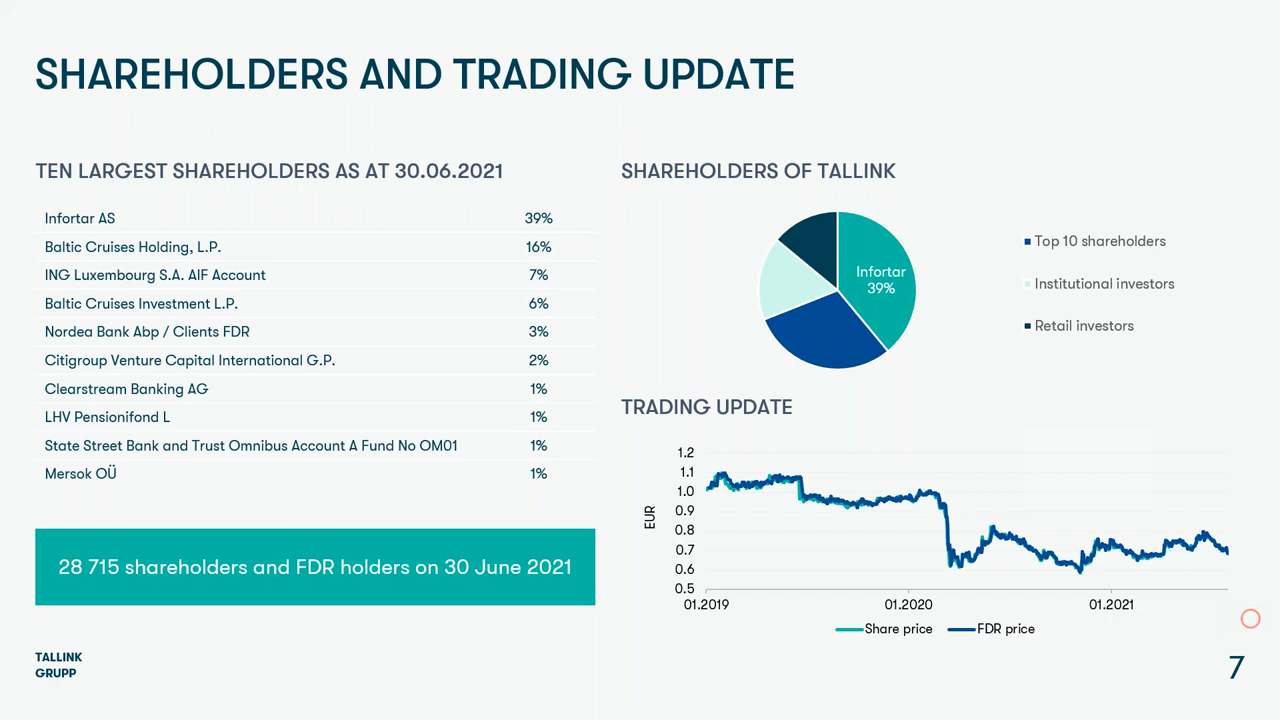 SHAREHOLDERS AND TRADING UPDATE
TEN LARGEST SHAREHOLDERS AS AT 30.06.2021
Infortar AS 39%
Baltic Cruises Holding, L.P. 16%
ING Luxembourg S.A. AIF Account 7%
Baltic Cruises Investment L.P. 6%
Nordea Bank Abp / Clients FDR 3%
Citigroup Venture Capital International G.P. 2%
Clearstream Banking AG 1%
LHV Pensionifond L 1%
State Street Bank and Trust Omnibus Account A Fund No OM01 1%
Mersok OÜ 1%
28 715 shareholders and FDR holders on 30 June 2021
SHAREHOLDERS OF TALLINK
Infortar
39%
Top 10 shareholders
Institutional investors
Retail investors
TRADING UPDATE
EUR
1.2
1.1
1.0
0.9
0.8
0.7
0.6
0.5
01.2019 01.2020 01.2021
Share price FDR price
TALLINK
GRUPP
7